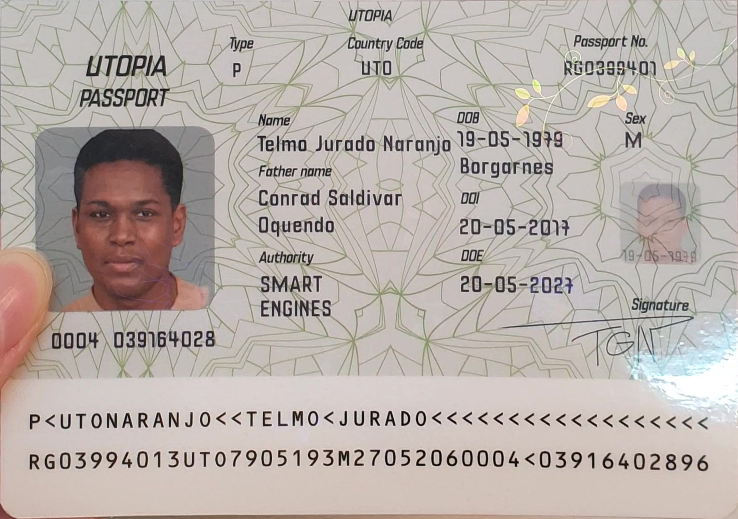 UTOPIA
UTOPIA
PASSPORT
Type
P
Country Code
UTO
Passport No.
RG0399401
Name
Telmo Jurado Naranjo
Father name
Conrad Saldivar
Oquendo
Authority
SMART
ENGINES
DOB
19-05-1979
Borgarnes
DOI
20-05-2017
DOE
20-05-2027
Sex
M
19-05-1979
Signature
TGN
0004 039164028
P<UTONARANJO<<TELMO<JURADO<<<<<<<<<<<<<<<<<<
RG03994013UTO7905193M27052060004<03916402896